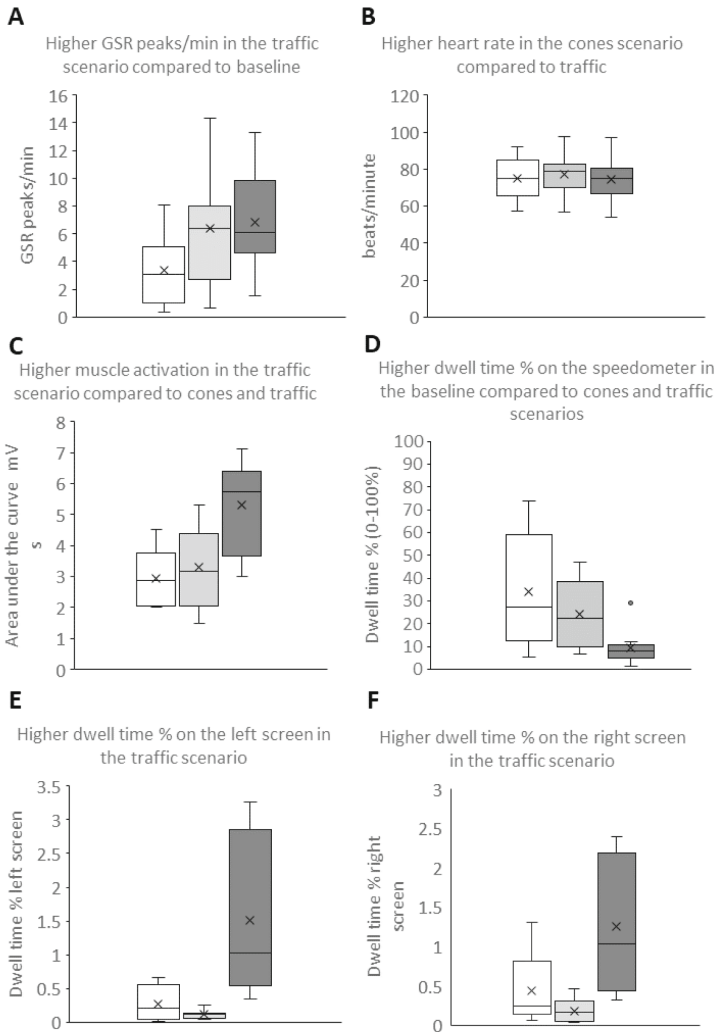 A
Higher GSR peaks/min in the traffic
scenario compared to baseline
16
14
12
10
8
6
4
2
0
GSR peaks/min
B
Higher heart rate in the cones scenario
compared to traffic
120
100
80
60
40
20
0
beats/minute
C
Higher muscle activation in the traffic
scenario compared to cones and traffic
8
7
6
5
4
3
2
1
0
Area under the curve mV
s
D
Higher dwell time % on the speedometer in
the baseline compared to cones and traffic
scenarios
100
90
80
70
60
50
40
30
20
10
0
Dwell time % (0-100%)
E
Higher dwell time % on the left screen in
the traffic scenario
3.5
3
2.5
2
1.5
1
0.5
0
Dwell time % left screen
F
Higher dwell time % on the right screen
in the traffic scenario
3
2.5
2
1.5
1
0.5
0
Dwell time % right
screen